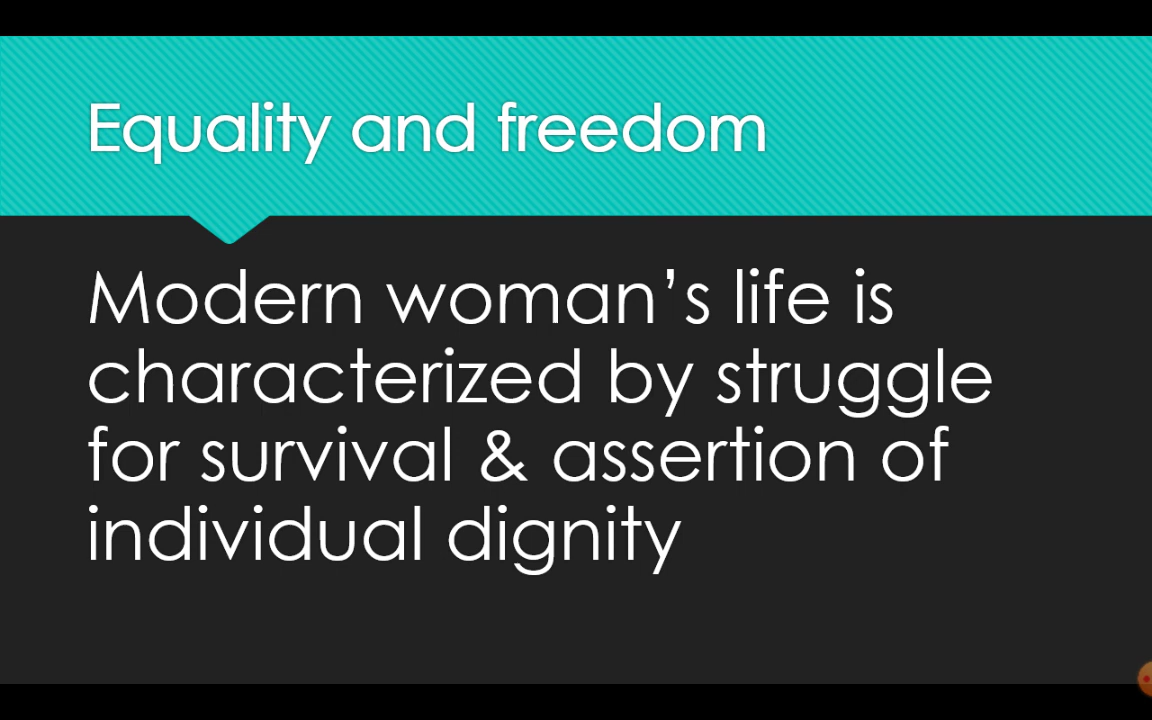 Equality and freedom
Modern woman’s life is
characterized by struggle
for survival & assertion of
individual dignity